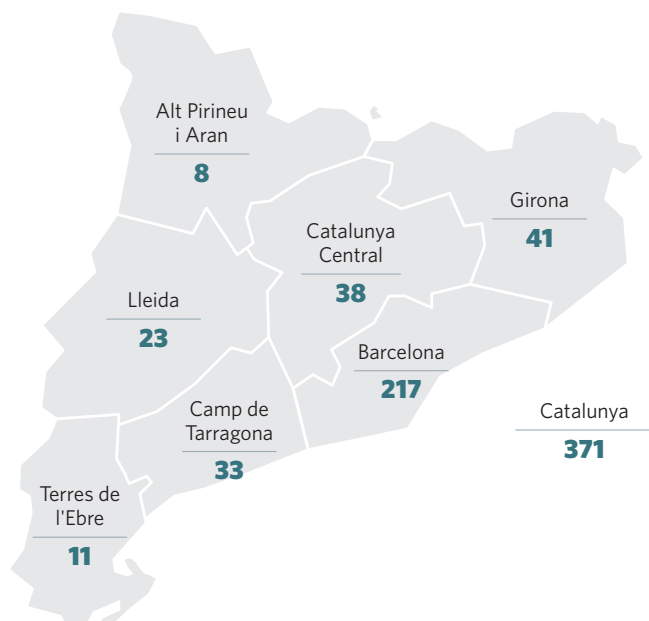 Alt Pirineu
i Aran
8
Girona
41
Catalunya
Central
38
Lleida
23
Barcelona
217
Camp de
Tarragona
33
Catalunya
371
Terres de
l'Ebre
11